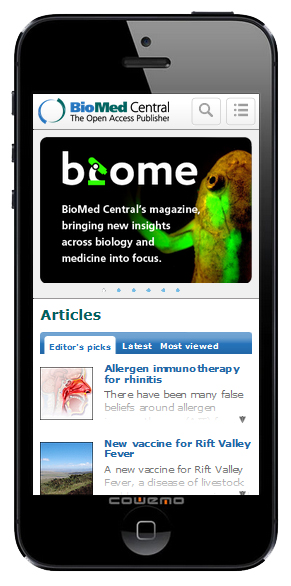 BioMed Central
The Open Access Publisher
biome
BioMed Central's magazine,
bringing new insights
across biology and
medicine into focus.
Articles
Editor's picks Latest Most viewed
Allergen immunotherapy
for rhinitis
There have been many false
beliefs around allergen
New vaccine for Rift Valley
Fever
A new vaccine for Rift Valley
Fever, a disease of livestock
cowemo